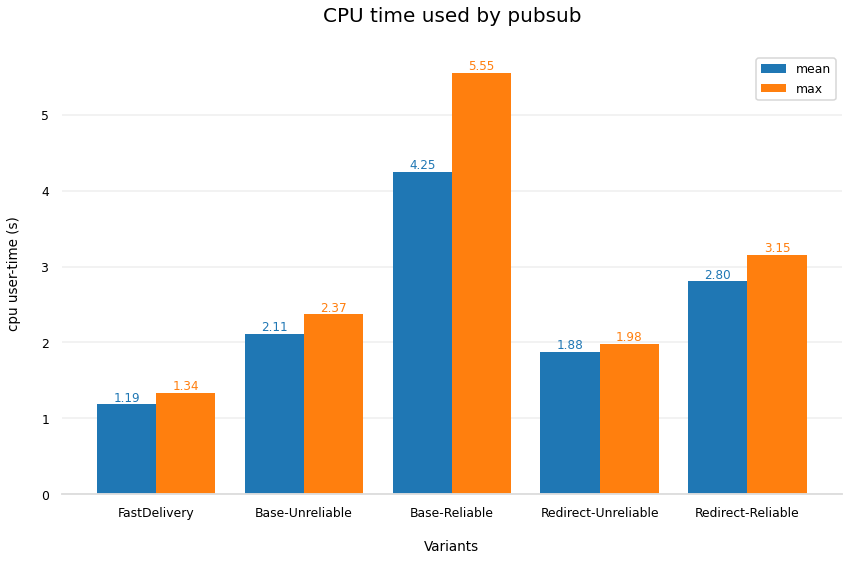 CPU time used by pubsub
mean
max
cpu user-time (s)
5
4
3
2
1
0
1.19
1.34
2.11
2.37
4.25
5.55
1.88
1.98
2.80
3.15
FastDelivery
Base-Unreliable
Base-Reliable
Redirect-Unreliable
Redirect-Reliable
Variants